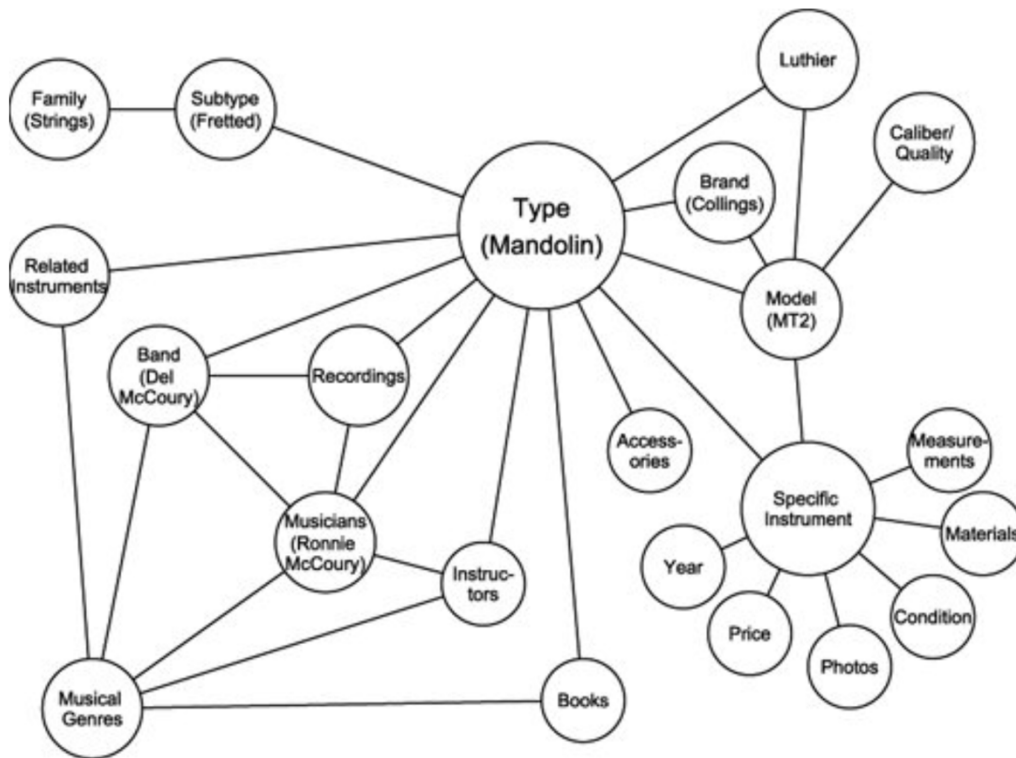 Family
(Strings)
Subtype
(Fretted)
Luthier
Caliber/
Quality
Brand
(Collings)
Type
(Mandolin)
Related
Instruments
Model
(MT2)
Band
(Del
McCoury)
Recordings
Access-
ories
Measure-
ments
Specific
Instrument
Materials
Musicians
(Ronnie
McCoury)
Instruc-
tors
Year
Condition
Price
Photos
Musical
Genres
Books